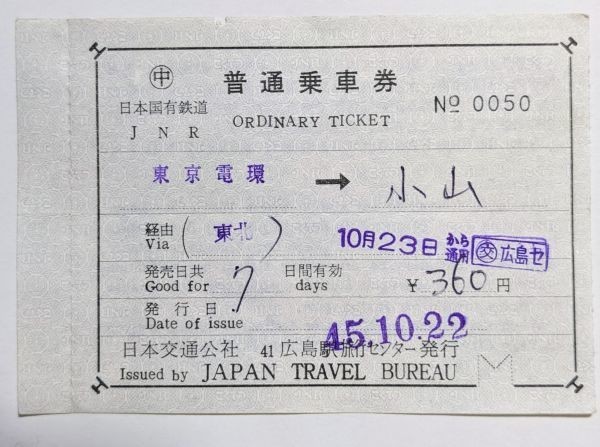 ㊥ 普通乗車券
日本国有鉄道 № 0050
J N R ORDINARY TICKET
東京電環 → 小山
経由 Via (東北) 10月23日 から通用 ㊋交 広島セ
発売日共 Good for 7 日間有効 days ¥360円
発行日
Date of issue 45.10.22
日本交通公社 41 広島駅旅行センター発行
Issued by JAPAN TRAVEL BUREAU